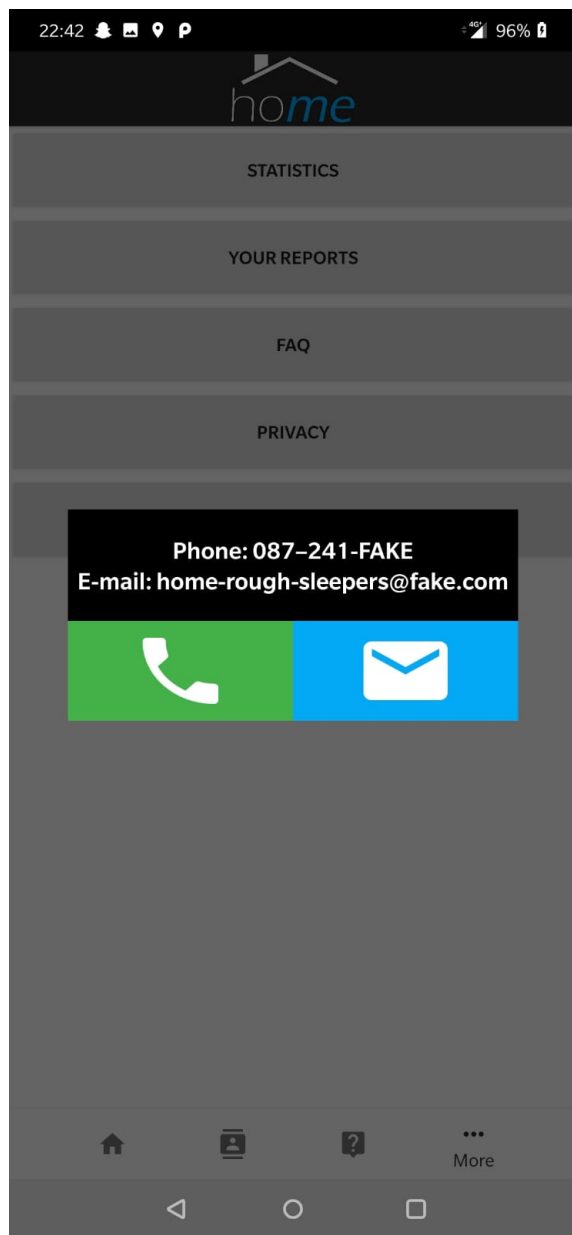 22:42
4G+
96%
home
STATISTICS
YOUR REPORTS
FAQ
PRIVACY
Phone: 087–241-FAKE
E-mail: home-rough-sleepers@fake.com
More